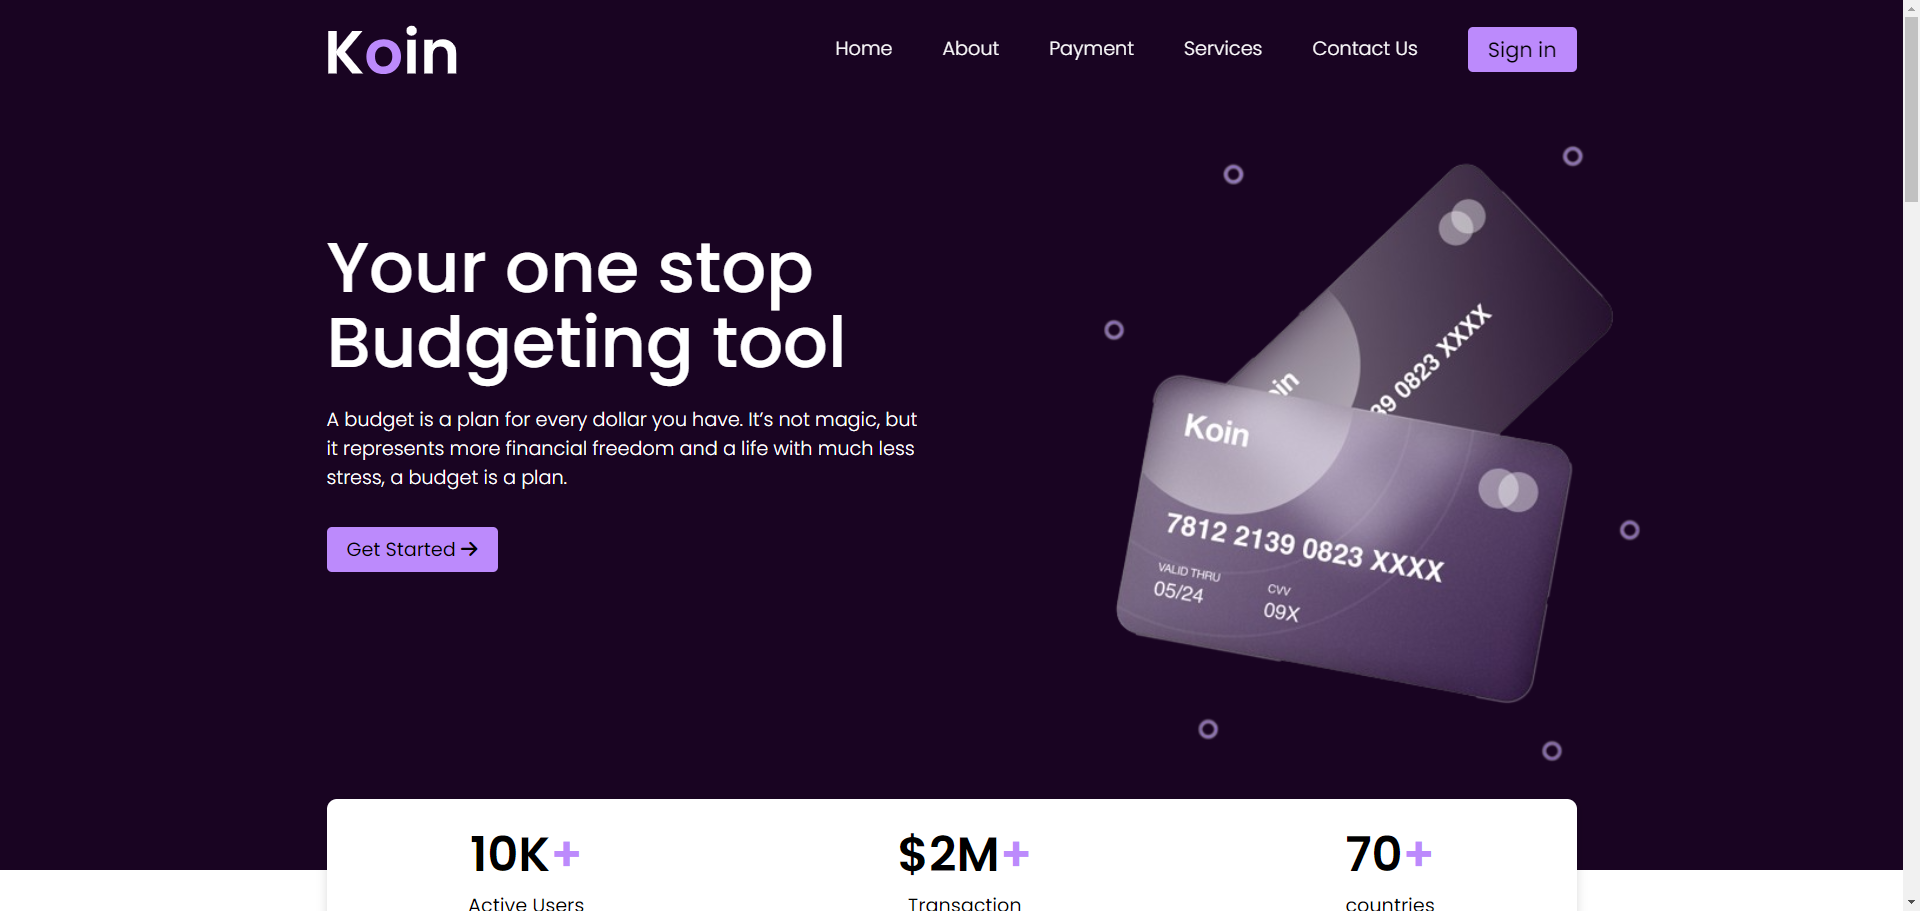 Koin
Home About Payment Services Contact Us Sign in
Your one stop
Budgeting tool
A budget is a plan for every dollar you have. It’s not magic, but
it represents more financial freedom and a life with much less
stress, a budget is a plan.
Get Started
oin
39 0823 XXXX
Koin
7812 2139 0823 XXXX
VALID THRU
05/24
CVV
09X
10K+ $2M+ 70+
Active Users Transaction countries